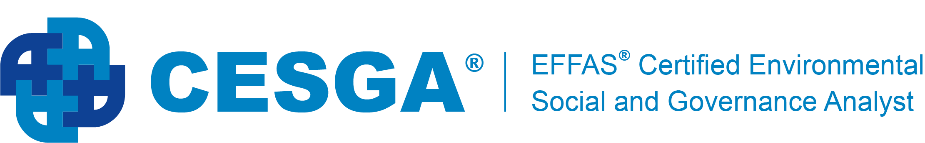 CESGA®
EFFAS® Certified Environmental
Social and Governance Analyst